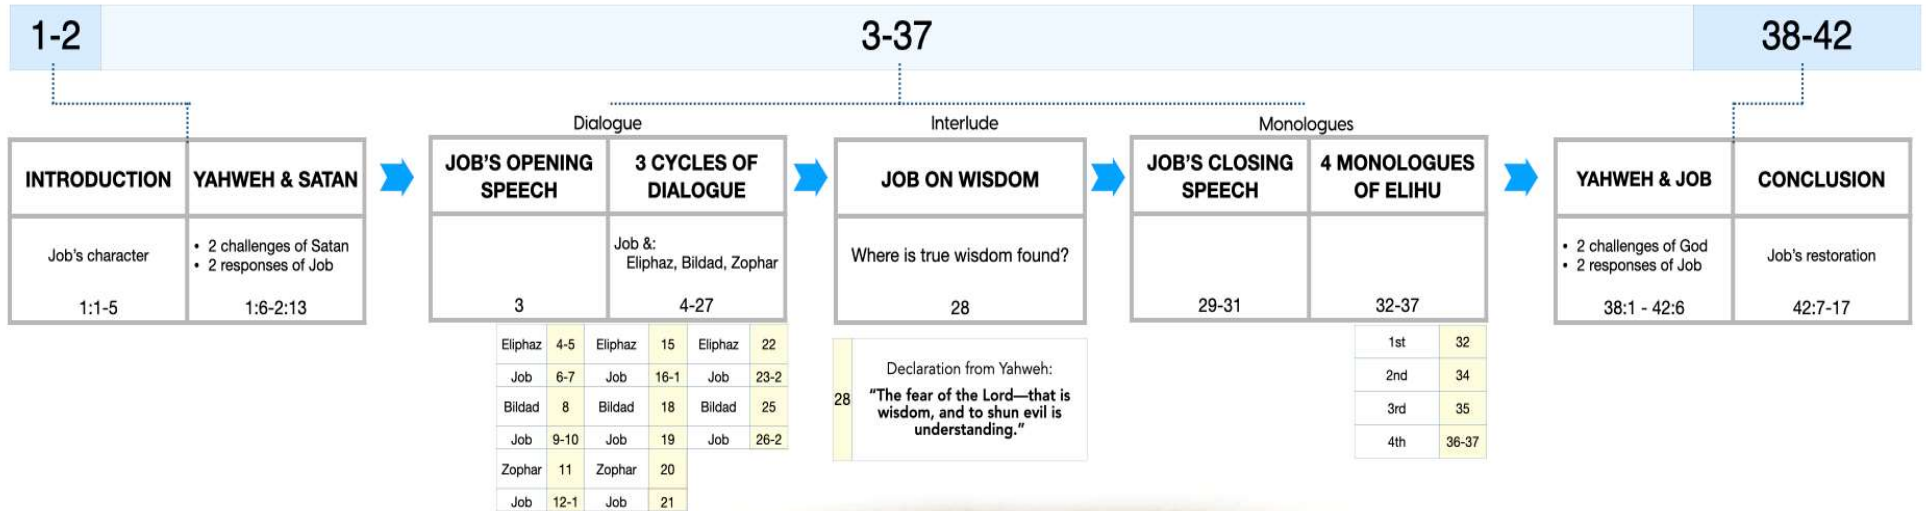 1-2
3-37
38-42
Dialogue
Interlude
Monologues
INTRODUCTION
YAHWEH & SATAN
JOB'S OPENING
SPEECH
3 CYCLES OF
DIALOGUE
JOB ON WISDOM
JOB'S CLOSING
SPEECH
4 MONOLOGUES
OF ELIHU
YAHWEH & JOB
CONCLUSION
Job's character
1:1-5
• 2 challenges of Satan
• 2 responses of Job
1:6-2:13
3
Job &:
Eliphaz, Bildad, Zophar
4-27
Where is true wisdom found?
28
29-31
32-37
• 2 challenges of God
• 2 responses of Job
38:1 - 42:6
Job's restoration
42:7-17
Eliphaz 4-5 Eliphaz 15 Eliphaz 22
Job 6-7 Job 16-1 Job 23-2
Bildad 8 Bildad 18 Bildad 25
Job 9-10 Job 19 Job 26-2
Zophar 11 Zophar 20
Job 12-1 Job 21
28
Declaration from Yahweh:
"The fear of the Lord—that is
wisdom, and to shun evil is
understanding."
1st 32
2nd 34
3rd 35
4th 36-37